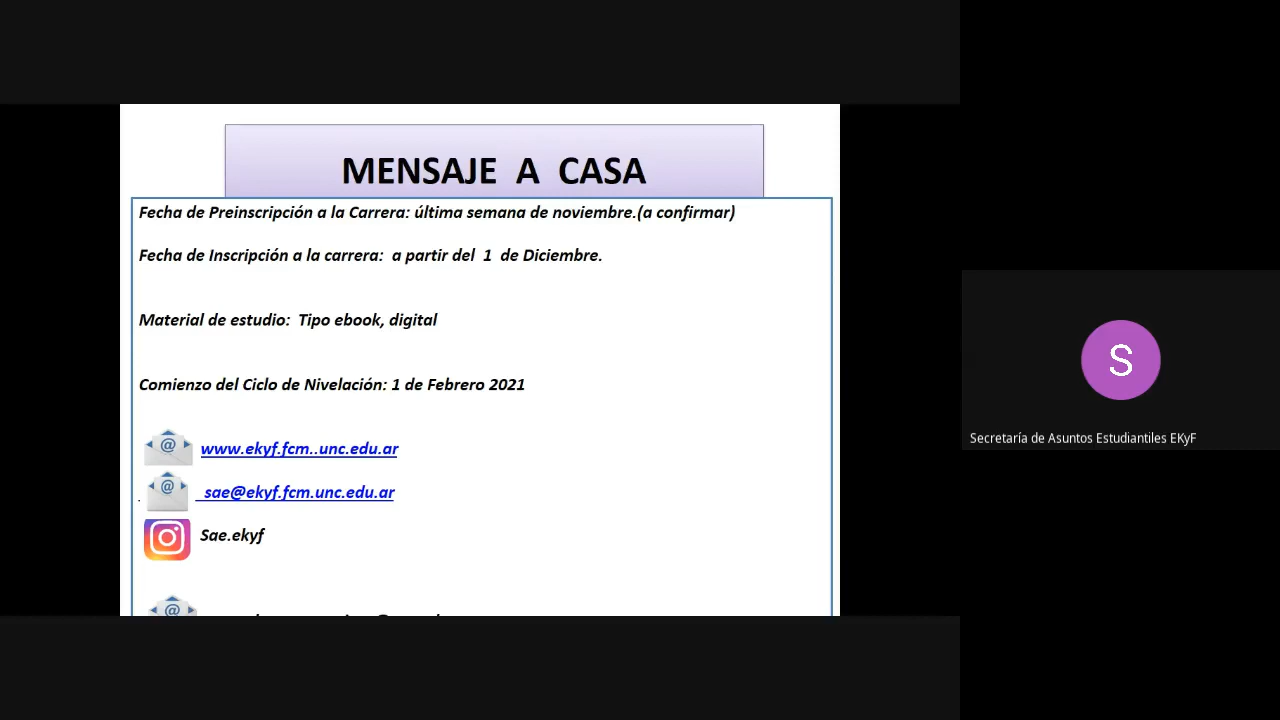 MENSAJE A CASA
Fecha de Preinscripción a la Carrera: última semana de noviembre.(a confirmar)
Fecha de Inscripción a la carrera: a partir del 1 de Diciembre.
Material de estudio: Tipo ebook, digital
Comienzo del Ciclo de Nivelación: 1 de Febrero 2021
www.ekyf.fcm..unc.edu.ar
. sae@ekyf.fcm.unc.edu.ar
Sae.ekyf
S
Secretaría de Asuntos Estudiantiles EKyF